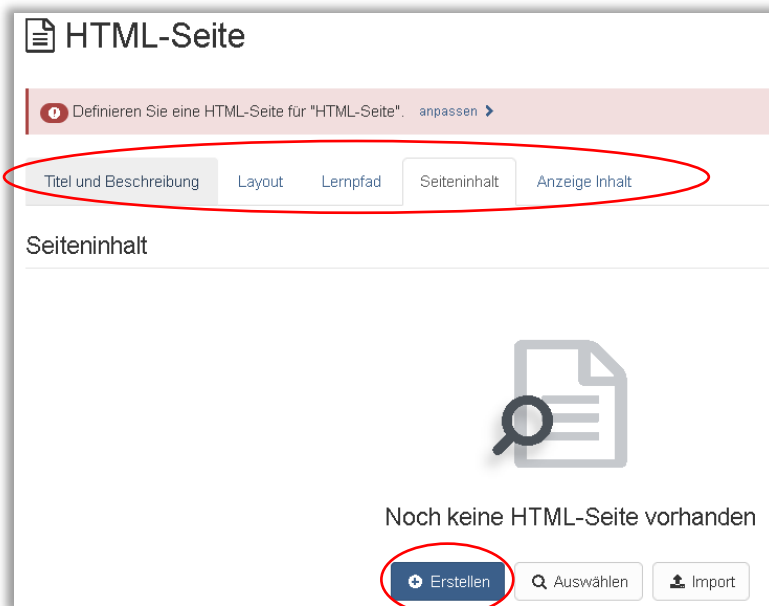 HTML-Seite
Definieren Sie eine HTML-Seite für "HTML-Seite". anpassen
Titel und Beschreibung Layout Lernpfad Seiteninhalt Anzeige Inhalt
Seiteninhalt
Noch keine HTML-Seite vorhanden
Erstellen Auswählen Import